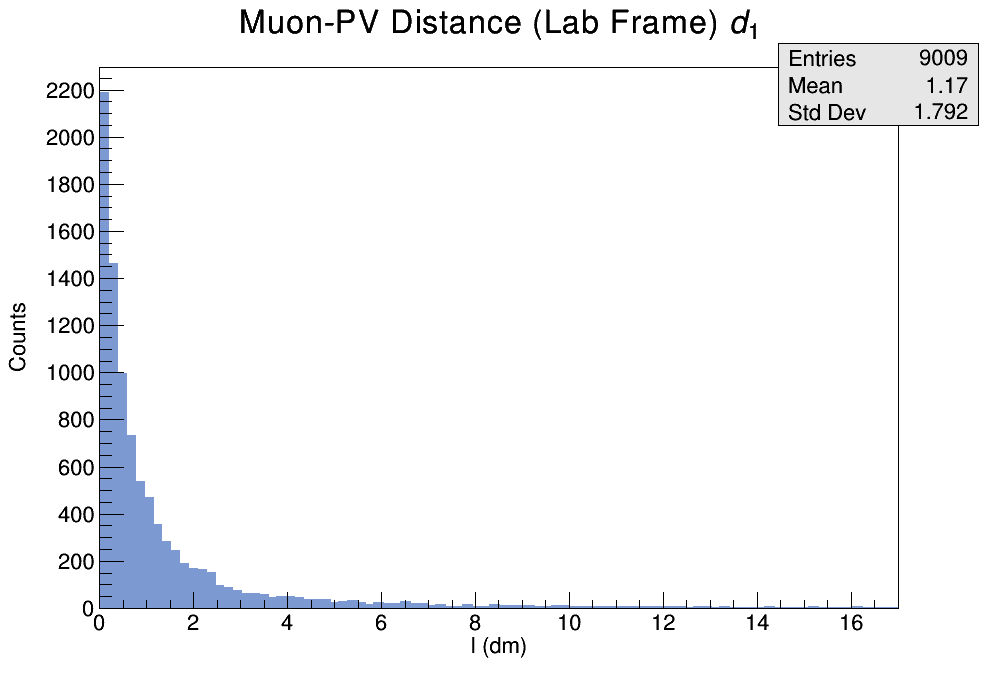 Muon-PV Distance (Lab Frame) d₁
Entries 9009
Mean 1.17
Std Dev 1.792
2200
2000
1800
1600
1400
1200
1000
800
600
400
200
0
Counts
0 2 4 6 8 10 12 14 16
l (dm)